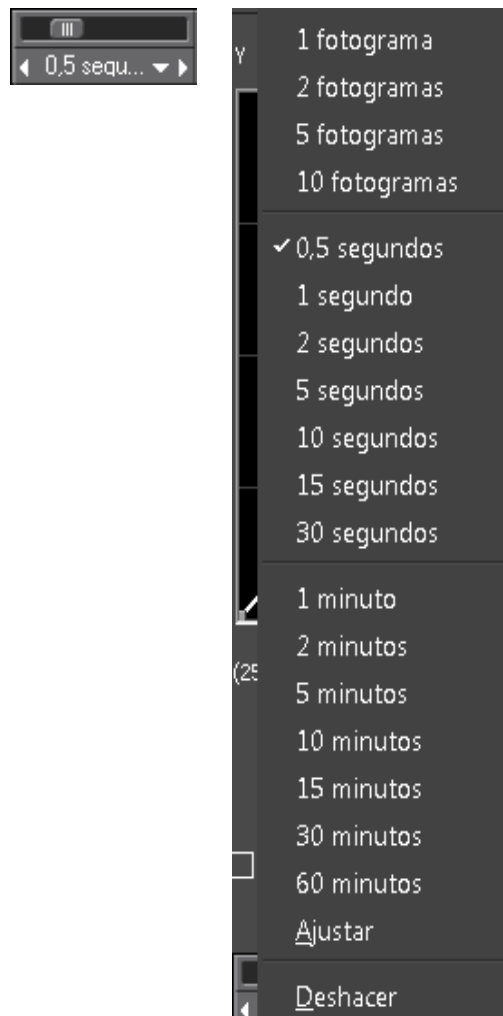 0,5 segu...
Y
1 fotograma
2 fotogramas
5 fotogramas
10 fotogramas
0,5 segundos
1 segundo
2 segundos
5 segundos
10 segundos
15 segundos
30 segundos
1 minuto
2 minutos
(25
5 minutos
10 minutos
15 minutos
30 minutos
60 minutos
Ajustar
Deshacer